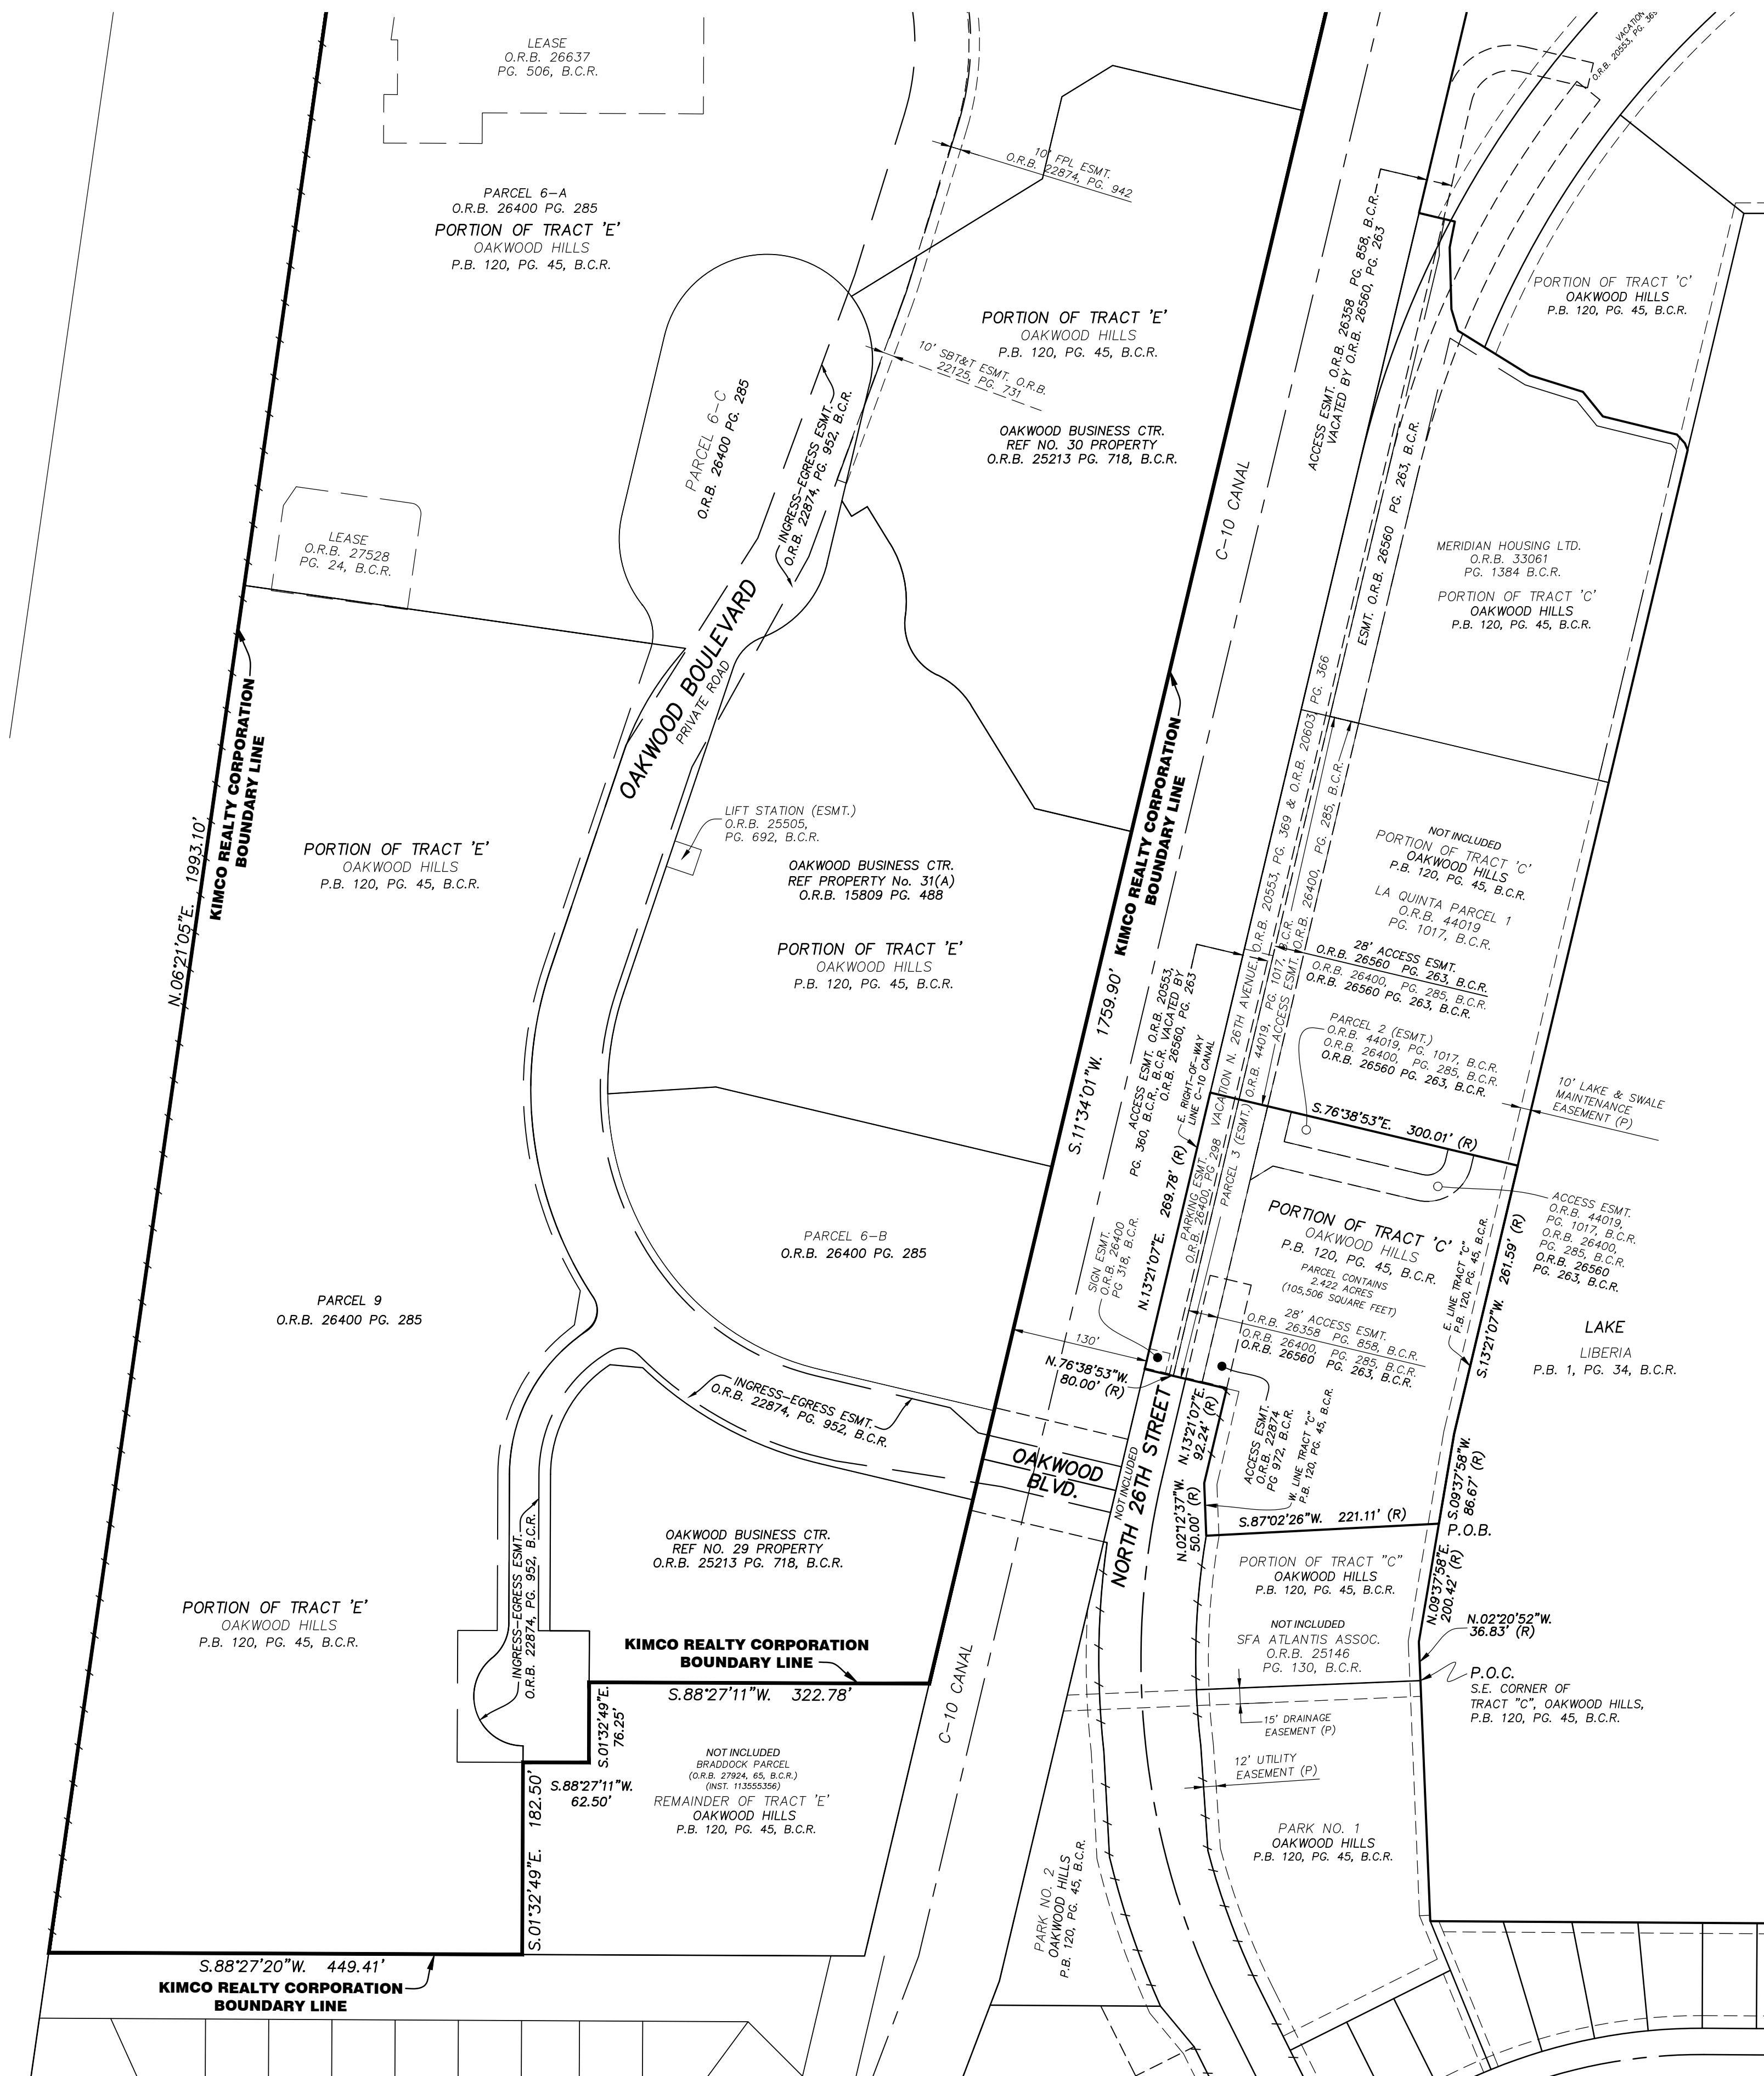 LEASE
O.R.B. 26637
PG. 506, B.C.R.
VACATION
O.R.B. 20553, PG. 369
10' FPL ESMT.
O.R.B. 22874, PG. 942
PARCEL 6-A
O.R.B. 26400 PG. 285
PORTION OF TRACT 'E'
OAKWOOD HILLS
P.B. 120, PG. 45, B.C.R.
PORTION OF TRACT 'E'
OAKWOOD HILLS
P.B. 120, PG. 45, B.C.R.
10' SBT&T ESMT. O.R.B.
22125, PG. 731
OAKWOOD BUSINESS CTR.
REF NO. 30 PROPERTY
O.R.B. 25213 PG. 718, B.C.R.
ACCESS ESMT. O.R.B. 26358 PG. 858, B.C.R.
VACATED BY O.R.B. 26560, PG. 263
PORTION OF TRACT 'C'
OAKWOOD HILLS
P.B. 120, PG. 45, B.C.R.
PARCEL 6-C
O.R.B. 26400 PG. 285
INGRESS-EGRESS ESMT.
O.R.B. 22874, PG. 952, B.C.R.
C-10 CANAL
ESMT. O.R.B. 26560 PG. 263, B.C.R.
LEASE
O.R.B. 27528
PG. 24, B.C.R.
MERIDIAN HOUSING LTD.
O.R.B. 33061
PG. 1384 B.C.R.
PORTION OF TRACT 'C'
OAKWOOD HILLS
P.B. 120, PG. 45, B.C.R.
OAKWOOD BOULEVARD
PRIVATE ROAD
N.06°21'05"E. 1993.10'
KIMCO REALTY CORPORATION
BOUNDARY LINE
PORTION OF TRACT 'E'
OAKWOOD HILLS
P.B. 120, PG. 45, B.C.R.
LIFT STATION (ESMT.)
O.R.B. 25505,
PG. 692, B.C.R.
OAKWOOD BUSINESS CTR.
REF PROPERTY No. 31(A)
O.R.B. 15809 PG. 488
PORTION OF TRACT 'E'
OAKWOOD HILLS
P.B. 120, PG. 45, B.C.R.
S.11°34'01"W. 1759.90'
KIMCO REALTY CORPORATION
BOUNDARY LINE
VACATION N. 26TH AVENUE O.R.B. 20553, PG. 369 & O.R.B. 20603 PG. 366
ACCESS ESMT. O.R.B. 26400, PG. 285, B.C.R.
NOT INCLUDED
PORTION OF TRACT 'C'
OAKWOOD HILLS
P.B. 120, PG. 45, B.C.R.
LA QUINTA PARCEL 1
O.R.B. 44019
PG. 1017, B.C.R.
28' ACCESS ESMT.
O.R.B. 26560 PG. 263, B.C.R.
O.R.B. 26400, PG. 285, B.C.R.
O.R.B. 26560 PG. 263, B.C.R.
PARCEL 2 (ESMT.)
O.R.B. 44019, PG. 1017, B.C.R.
O.R.B. 26400, PG. 285, B.C.R.
O.R.B. 26560 PG. 263, B.C.R.
10' LAKE & SWALE
MAINTENANCE
EASEMENT (P)
ACCESS ESMT. O.R.B. 20553,
PG. 360, B.C.R., B.C.R. VACATED BY
O.R.B. 26560, PG. 263
E. RIGHT-OF-WAY
LINE C-10 CANAL
S.76°38'53"E. 300.01' (R)
N.13°21'07"E. 269.78' (R)
PARKING ESMT.
O.R.B. 26400, PG 298
PARCEL 3 (ESMT.) O.R.B. 44019, PG. 1017, B.C.R.
SIGN ESMT.
O.R.B. 26400
PG 318, B.C.R.
PORTION OF TRACT 'C'
OAKWOOD HILLS
P.B. 120, PG. 45, B.C.R.
PARCEL CONTAINS
2.422 ACRES
(105,506 SQUARE FEET)
ACCESS ESMT.
O.R.B. 44019,
PG. 1017, B.C.R.
O.R.B. 26400,
PG. 285, B.C.R.
O.R.B. 26560
PG. 263, B.C.R.
E. LINE TRACT "C"
P.B. 120, PG. 45, B.C.R.
S.13°21'07"W. 261.59' (R)
PARCEL 6-B
O.R.B. 26400 PG. 285
PARCEL 9
O.R.B. 26400 PG. 285
28' ACCESS ESMT.
O.R.B. 26358 PG. 858, B.C.R.
O.R.B. 26400, PG. 285, B.C.R.
O.R.B. 26560 PG. 263, B.C.R.
LAKE
LIBERIA
P.B. 1, PG. 34, B.C.R.
130'
N.76°38'53"W.
80.00' (R)
INGRESS-EGRESS ESMT.
O.R.B. 22874, PG. 952, B.C.R.
OAKWOOD
BLVD.
NOT INCLUDED
NORTH 26TH STREET
N.13°21'07"E.
92.24' (R)
N.02°12'37"W.
50.00' (R)
ACCESS ESMT.
O.R.B. 22874
PG 972, B.C.R.
W. LINE TRACT "C"
P.B. 120, PG. 45, B.C.R.
S.87°02'26"W. 221.11' (R)
S.09°37'58"W.
86.67' (R)
P.O.B.
N.09°37'58"E.
200.42' (R)
INGRESS-EGRESS ESMT.
O.R.B. 22874, PG. 952, B.C.R.
OAKWOOD BUSINESS CTR.
REF NO. 29 PROPERTY
O.R.B. 25213 PG. 718, B.C.R.
PORTION OF TRACT "C"
OAKWOOD HILLS
P.B. 120, PG. 45, B.C.R.
NOT INCLUDED
SFA ATLANTIS ASSOC.
O.R.B. 25146
PG. 130, B.C.R.
N.02°20'52"W.
36.83' (R)
P.O.C.
S.E. CORNER OF
TRACT "C", OAKWOOD HILLS,
P.B. 120, PG. 45, B.C.R.
PORTION OF TRACT 'E'
OAKWOOD HILLS
P.B. 120, PG. 45, B.C.R.
KIMCO REALTY CORPORATION
BOUNDARY LINE
S.88°27'11"W. 322.78'
S.01°32'49"E.
76.25'
C-10 CANAL
15' DRAINAGE
EASEMENT (P)
12' UTILITY
EASEMENT (P)
NOT INCLUDED
BRADDOCK PARCEL
(O.R.B. 27924, 65, B.C.R.)
(INST. 113555356)
REMAINDER OF TRACT 'E'
OAKWOOD HILLS
P.B. 120, PG. 45, B.C.R.
S.88°27'11"W.
62.50'
S.01°32'49"E. 182.50'
PARK NO. 1
OAKWOOD HILLS
P.B. 120, PG. 45, B.C.R.
PARK NO. 2
OAKWOOD HILLS
P.B. 120, PG. 45, B.C.R.
S.88°27'20"W. 449.41'
KIMCO REALTY CORPORATION
BOUNDARY LINE